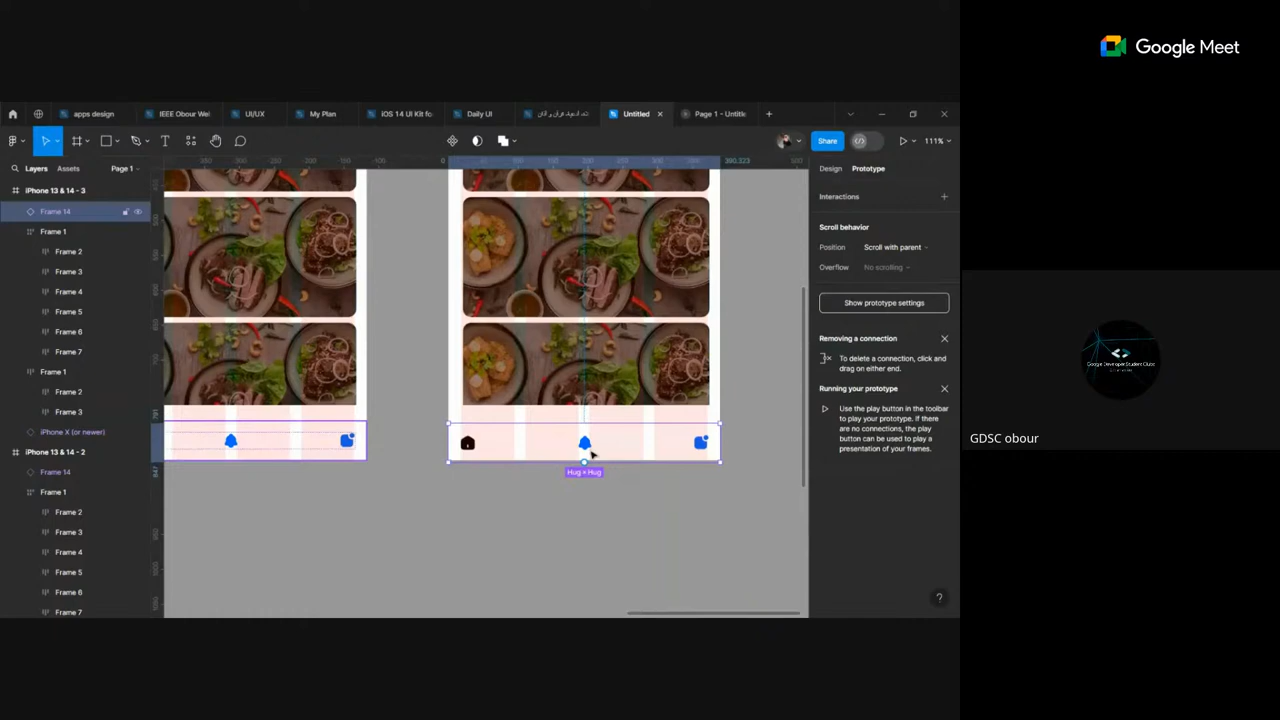 Google Meet
apps design
IEEE Obour Wei
UI/UX
My Plan
iOS 14 UI Kit fo
Daily UI
Untitled
Page 1 - Untitle
Share
111%
Layers
Assets
Page 1
iPhone 13 & 14 - 3
Frame 14
Frame 1
Frame 2
Frame 3
Frame 4
Frame 5
Frame 6
Frame 7
Frame 1
Frame 2
Frame 3
iPhone X (or newer)
iPhone 13 & 14 - 2
Frame 14
Frame 1
Frame 2
Frame 3
Frame 4
Frame 5
Frame 6
Frame 7
390.323
Hug × Hug
Design
Prototype
Interactions
Scroll behavior
Position
Scroll with parent
Overflow
No scrolling
Show prototype settings
Removing a connection
To delete a connection, click and
drag on either end.
Running your prototype
Use the play button in the toolbar
to play your prototype. If there
are no connections, the play
button can be used to play a
presentation of your frames.
?
Google Developer Student Clubs
GDSC obour